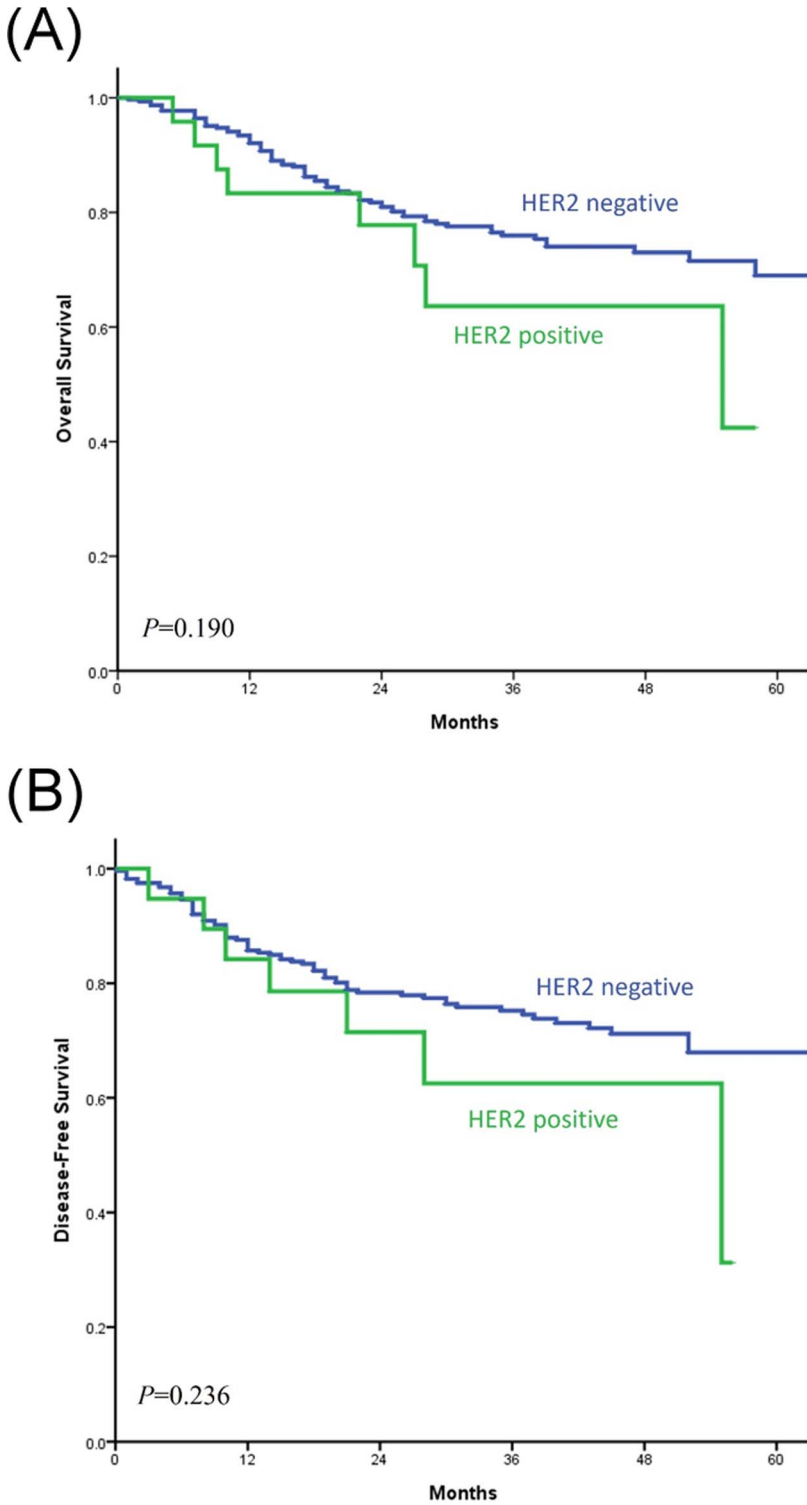 (A)
1.0
0.8
0.6
0.4
0.2
0.0
Overall Survival
HER2 negative
HER2 positive
P=0.190
0 12 24 36 48 60
Months
(B)
1.0
0.8
0.6
0.4
0.2
0.0
Disease-Free Survival
HER2 negative
HER2 positive
P=0.236
0 12 24 36 48 60
Months